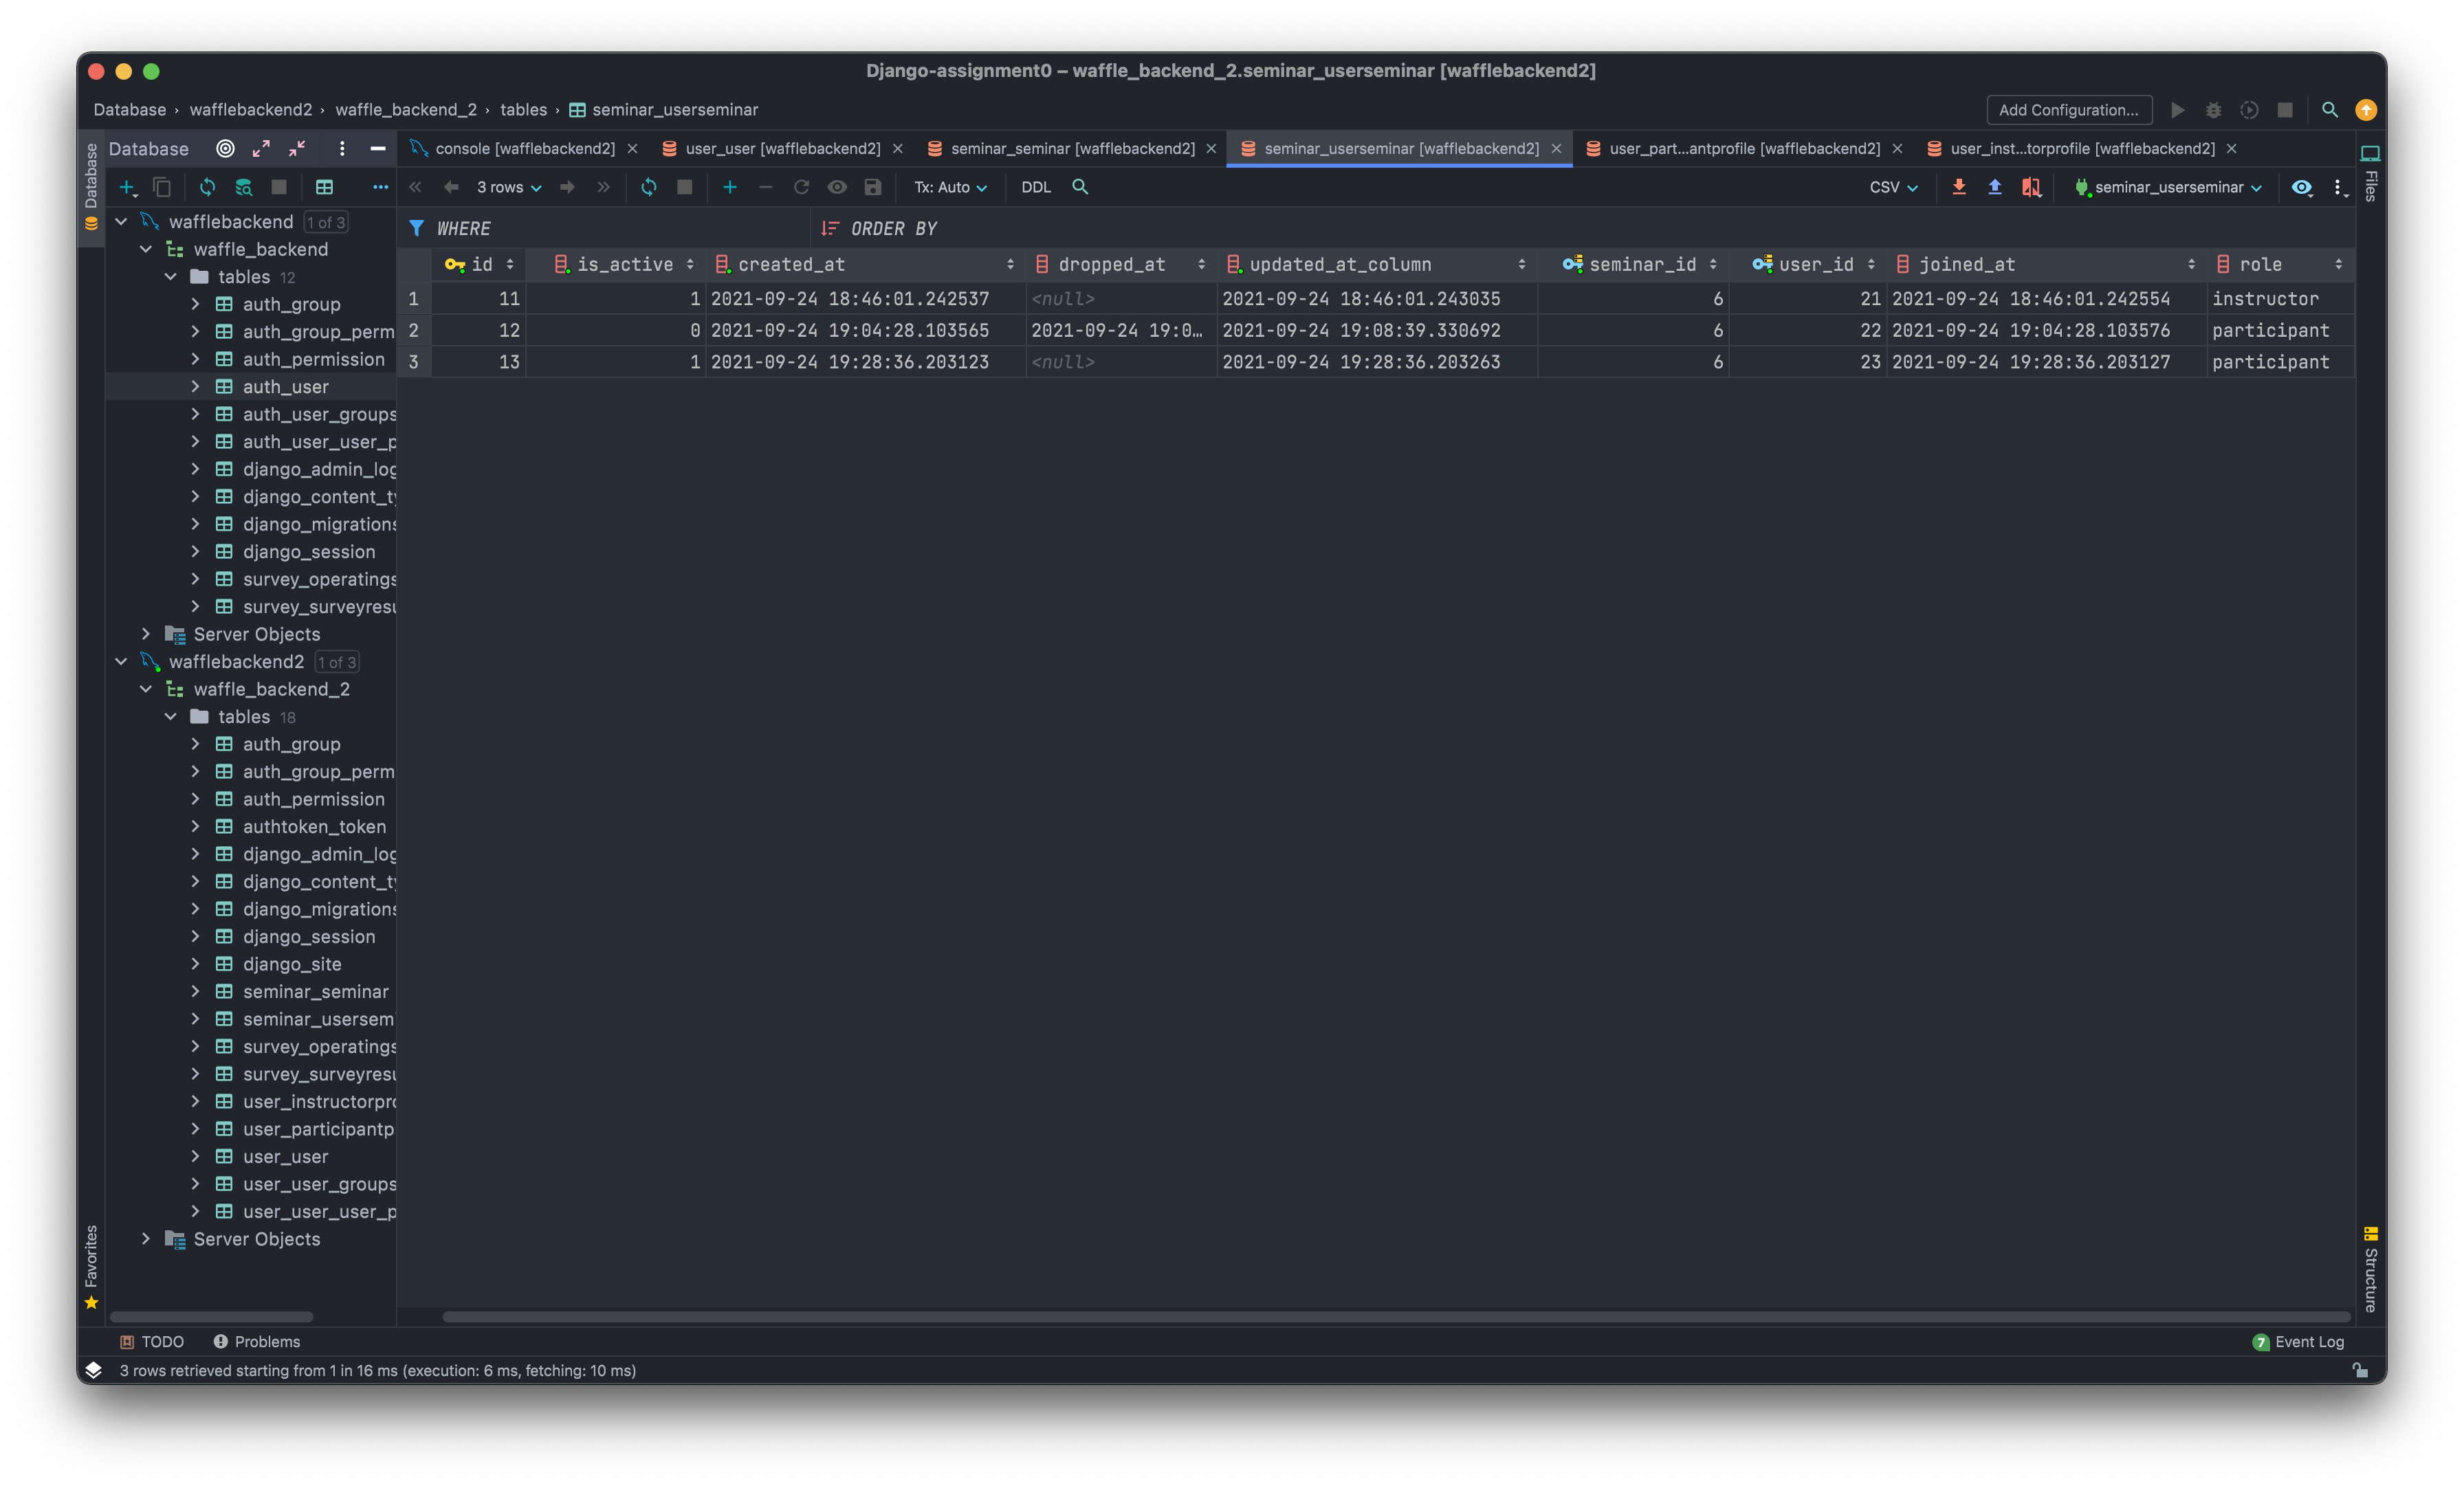 Django-assignment0 – waffle_backend_2.seminar_userseminar [wafflebackend2]
Database › wafflebackend2 › waffle_backend_2 › tables › seminar_userseminar
Add Configuration...
Database
Database
console [wafflebackend2]
user_user [wafflebackend2]
seminar_seminar [wafflebackend2]
seminar_userseminar [wafflebackend2]
user_part...antprofile [wafflebackend2]
user_inst...torprofile [wafflebackend2]
Files
3 rows
Tx: Auto
DDL
CSV
seminar_userseminar
WHERE
ORDER BY
id is_active created_at dropped_at updated_at_column seminar_id user_id joined_at role
1 11 1 2021-09-24 18:46:01.242537 <null> 2021-09-24 18:46:01.243035 6 21 2021-09-24 18:46:01.242554 instructor
2 12 0 2021-09-24 19:04:28.103565 2021-09-24 19:0... 2021-09-24 19:08:39.330692 6 22 2021-09-24 19:04:28.103576 participant
3 13 1 2021-09-24 19:28:36.203123 <null> 2021-09-24 19:28:36.203263 6 23 2021-09-24 19:28:36.203127 participant
wafflebackend 1 of 3
waffle_backend
tables 12
auth_group
auth_group_perm
auth_permission
auth_user
auth_user_groups
auth_user_user_p
django_admin_log
django_content_ty
django_migrations
django_session
survey_operatings
survey_surveyresu
Server Objects
wafflebackend2 1 of 3
waffle_backend_2
tables 18
auth_group
auth_group_perm
auth_permission
authtoken_token
django_admin_log
django_content_ty
django_migrations
django_session
django_site
seminar_seminar
seminar_usersem
survey_operatings
survey_surveyresu
user_instructorpro
user_participantp
user_user
user_user_groups
user_user_user_p
Server Objects
Favorites
Structure
TODO
Problems
7 Event Log
3 rows retrieved starting from 1 in 16 ms (execution: 6 ms, fetching: 10 ms)